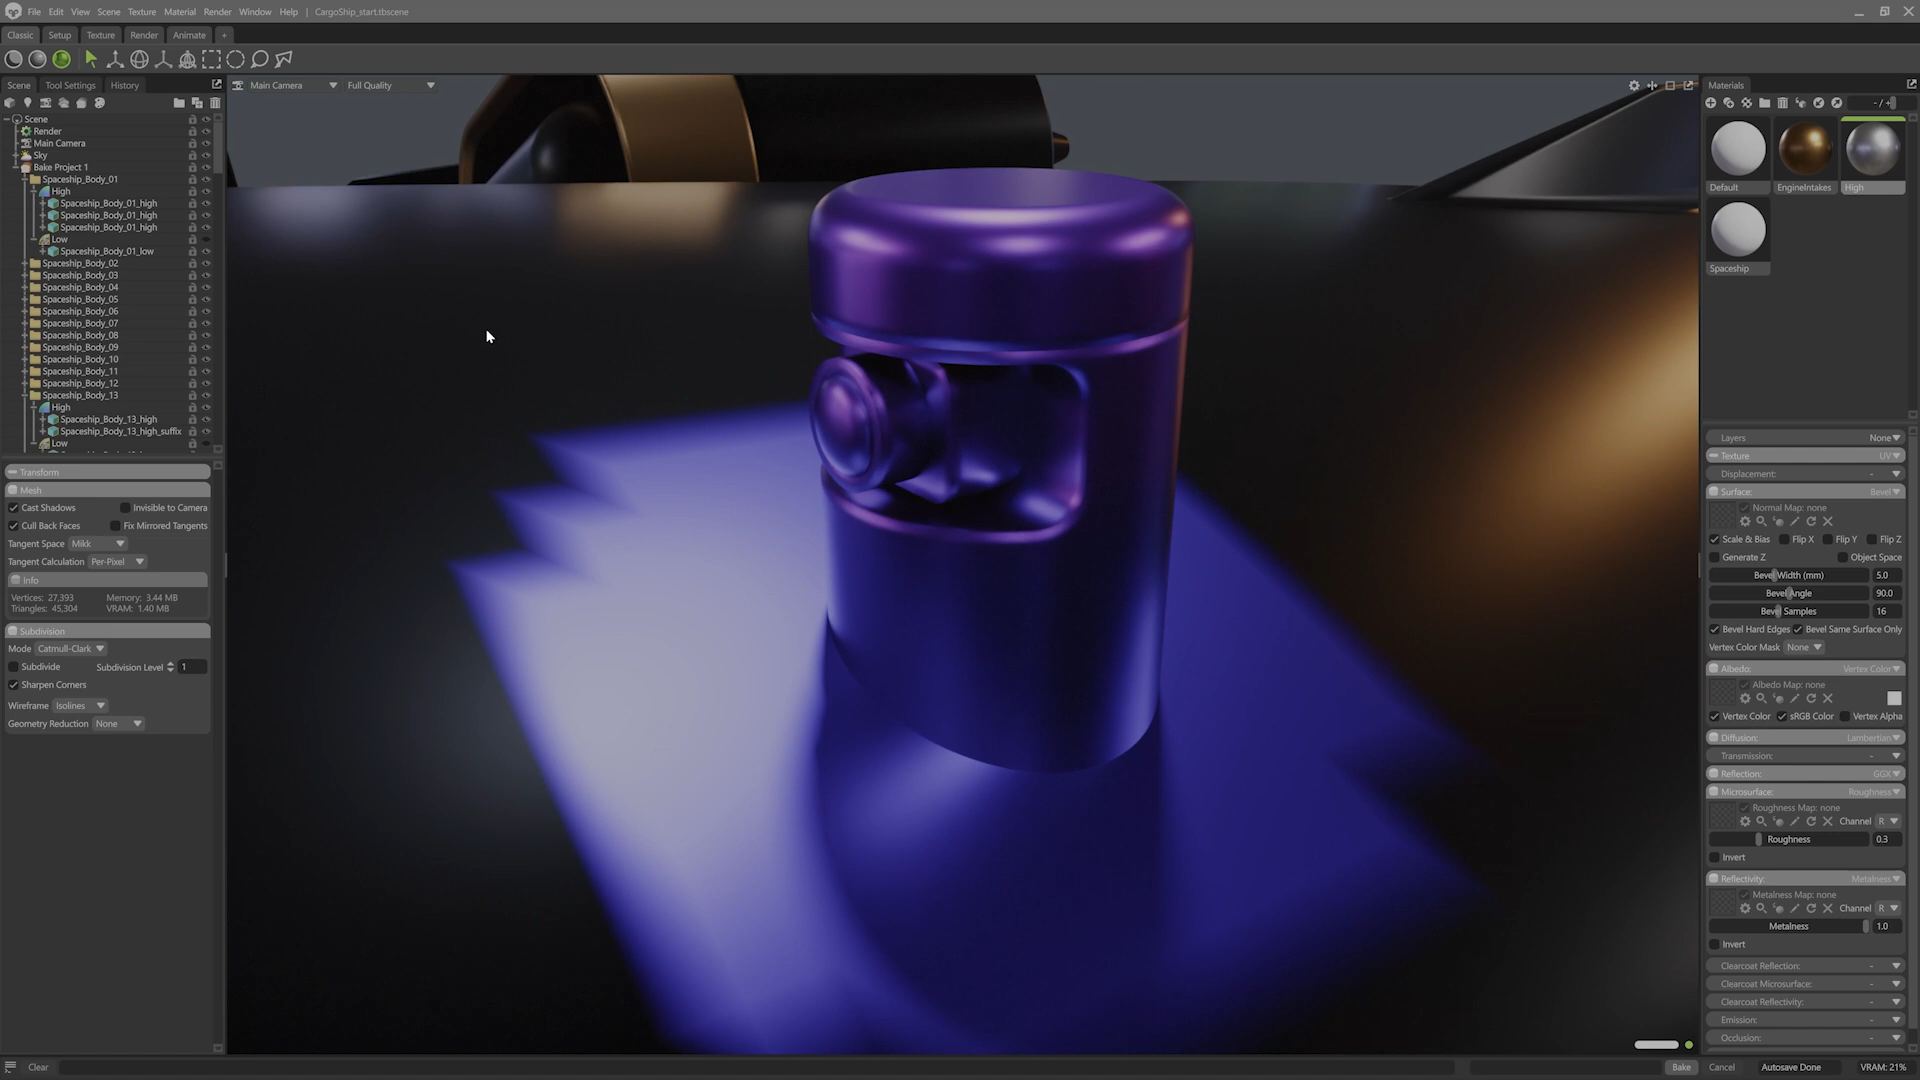 File Edit View Scene Texture Material Render Window Help | CargoShip_start.tbscene
Classic Setup Texture Render Animate +
Scene Tool Settings History
Main Camera Full Quality
Materials
- / +
Scene
Render
Main Camera
Sky
Bake Project 1
Spaceship_Body_01
High
Spaceship_Body_01_high
Spaceship_Body_01_high
Spaceship_Body_01_high
Low
Spaceship_Body_01_low
Spaceship_Body_02
Spaceship_Body_03
Spaceship_Body_04
Spaceship_Body_05
Spaceship_Body_06
Spaceship_Body_07
Spaceship_Body_08
Spaceship_Body_09
Spaceship_Body_10
Spaceship_Body_11
Spaceship_Body_12
Spaceship_Body_13
High
Spaceship_Body_13_high
Spaceship_Body_13_high_suffix
Low
Transform
Mesh
Cast Shadows Invisible to Camera
Cull Back Faces Fix Mirrored Tangents
Tangent Space Mikk
Tangent Calculation Per-Pixel
Info
Vertices: 27,393 Memory: 3.44 MB
Triangles: 45,304 VRAM: 1.40 MB
Subdivision
Mode Catmull-Clark
Subdivide Subdivision Level 1
Sharpen Corners
Wireframe Isolines
Geometry Reduction None
Default EngineIntakes High
Spaceship
Layers None
Texture UV
Displacement: -
Surface: Bevel
Normal Map: none
Scale & Bias Flip X Flip Y Flip Z
Generate Z Object Space
Bevel Width (mm) 5.0
Bevel Angle 90.0
Bevel Samples 16
Bevel Hard Edges Bevel Same Surface Only
Vertex Color Mask None
Albedo: Vertex Color
Albedo Map: none
Vertex Color sRGB Color Vertex Alpha
Diffusion: Lambertian
Transmission: -
Reflection: GGX
Microsurface: Roughness
Roughness Map: none
Channel R
Roughness 0.3
Invert
Reflectivity: Metalness
Metalness Map: none
Channel R
Metalness 1.0
Invert
Clearcoat Reflection: -
Clearcoat Microsurface: -
Clearcoat Reflectivity: -
Emission: -
Occlusion: -
Clear Bake Cancel Autosave Done VRAM: 21%